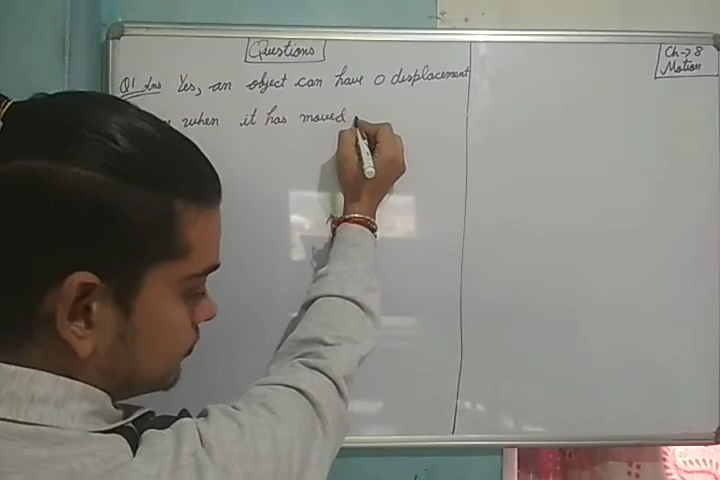 Questions
Ch→ 8
Motion
Q1. Ans Yes, an object can have 0 displacement
when it has moved